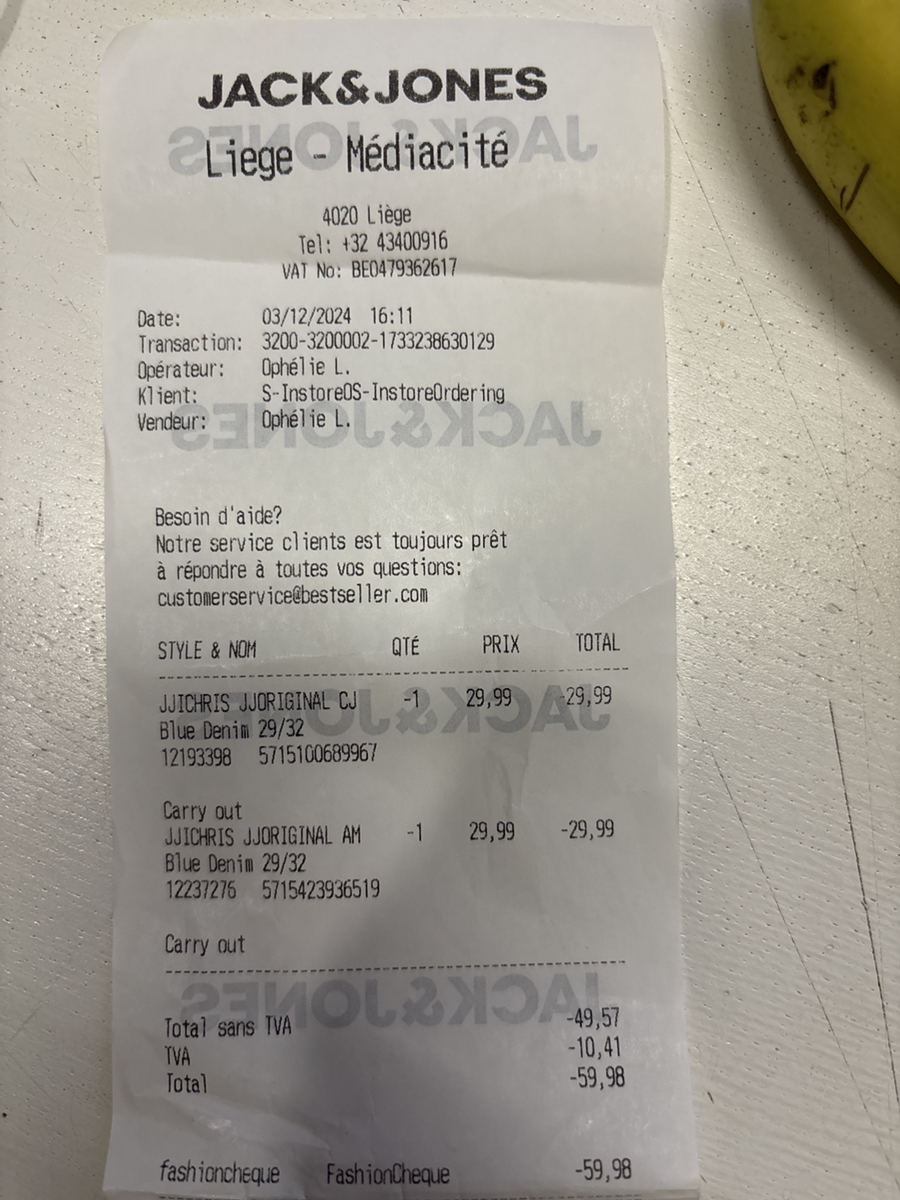 JACK&JONES
Liege - Médiacité
4020 Liège
Tel: +32 43400916
VAT No: BE0479362617
Date: 03/12/2024 16:11
Transaction: 3200-3200002-1733238630129
Opérateur: Ophélie L.
Klient: S-InstoreOS-InstoreOrdering
Vendeur: Ophélie L.
Besoin d'aide?
Notre service clients est toujours prêt
à répondre à toutes vos questions:
customerservice@bestseller.com
STYLE & NOM QTÉ PRIX TOTAL
JJICHRIS JJORIGINAL CJ -1 29,99 -29,99
Blue Denim 29/32
12193398 5715100689967
Carry out
JJICHRIS JJORIGINAL AM -1 29,99 -29,99
Blue Denim 29/32
12237276 5715423936519
Carry out
Total sans TVA -49,57
TVA -10,41
Total -59,98
fashioncheque FashionCheque -59,98